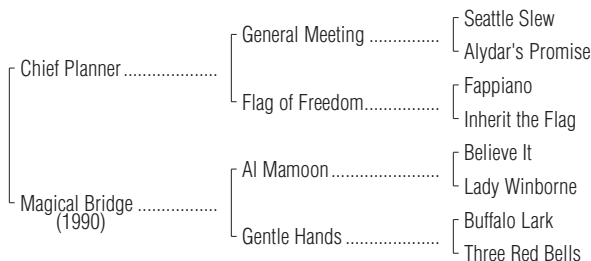 Seattle Slew
General Meeting ...............
Alydar's Promise
Chief Planner....................
Fappiano
Flag of Freedom................
Inherit the Flag
Believe It
Al Mamoon.......................
Lady Winborne
Magical Bridge .................
(1990)
Buffalo Lark
Gentle Hands ....................
Three Red Bells